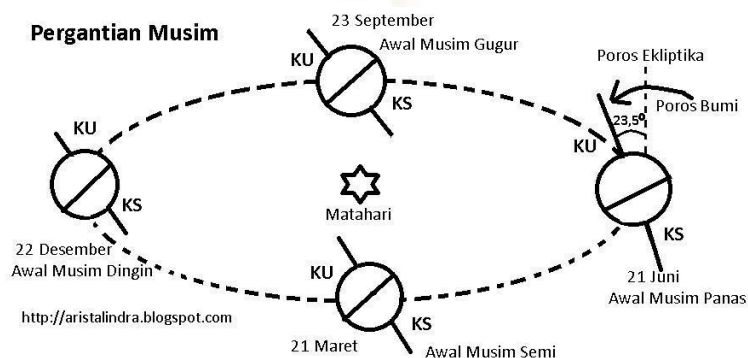 Pergantian Musim
23 September
Awal Musim Gugur
KU
KS
Poros Ekliptika
Poros Bumi
23,5°
KU
KS
21 Juni
Awal Musim Panas
KU
KS
22 Desember
Awal Musim Dingin
Matahari
KU
KS
21 Maret
Awal Musim Semi
http://aristalindra.blogspot.com